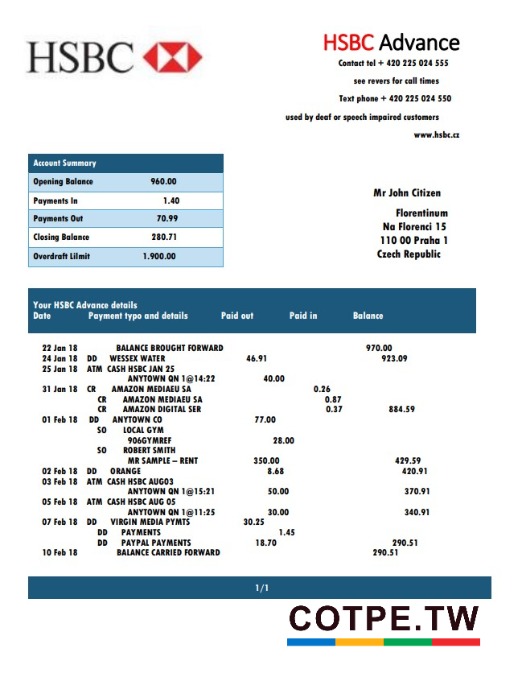 HSBC
HSBC Advance
Contact tel + 420 225 024 555
see revers for call times
Text phone + 420 225 024 550
used by deaf or speech impaired customers
www.hsbc.cz
Account Summary
Opening Balance 960.00
Payments In 1.40
Payments Out 70.99
Closing Balance 280.71
Overdraft Lilmit 1.900.00
Mr John Citizen
Florentinum
Na Florenci 15
110 00 Praha 1
Czech Republic
Your HSBC Advance details
Date Payment typo and details Paid out Paid in Balance
22 Jan 18 BALANCE BROUGHT FORWARD 970.00
24 Jan 18 DD WESSEX WATER 46.91 923.09
25 Jan 18 ATM CASH HSBC JAN 25
ANYTOWN QN 1@14:22 40.00
31 Jan 18 CR AMAZON MEDIAEU SA 0.26
CR AMAZON MEDIAEU SA 0.87
CR AMAZON DIGITAL SER 0.37 884.59
01 Feb 18 DD ANYTOWN CO 77.00
SO LOCAL GYM
906GYMREF 28.00
SO ROBERT SMITH
MR SAMPLE – RENT 350.00 429.59
02 Feb 18 DD ORANGE 8.68 420.91
03 Feb 18 ATM CASH HSBC AUG03
ANYTOWN QN 1@15:21 50.00 370.91
05 Feb 18 ATM CASH HSBC AUG 05
ANYTOWN QN 1@11:25 30.00 340.91
07 Feb 18 DD VIRGIN MEDIA PYMTS 30.25
DD PAYMENTS 1.45
DD PAYPAL PAYMENTS 18.70 290.51
10 Feb 18 BALANCE CARRIED FORWARD 290.51
1/1
COTPE.TW